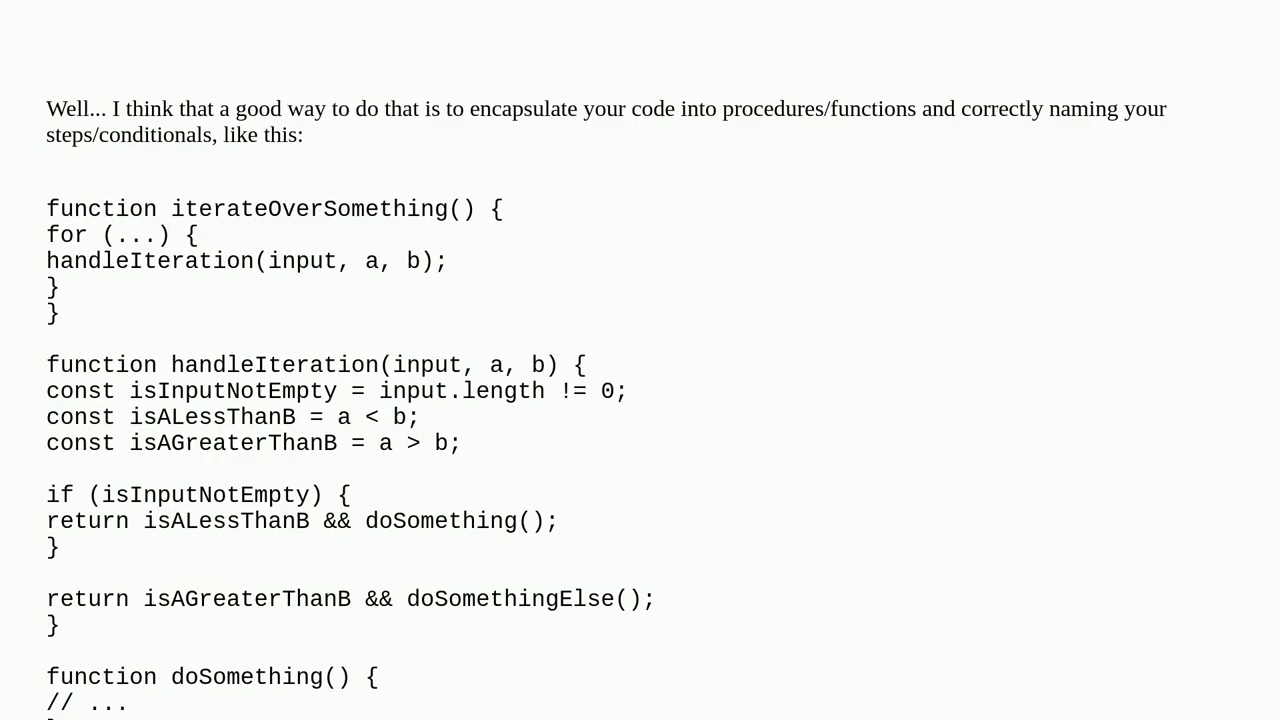 Well... I think that a good way to do that is to encapsulate your code into procedures/functions and correctly naming your
steps/conditionals, like this:
function iterateOverSomething() {
for (...) {
handleIteration(input, a, b);
}
}
function handleIteration(input, a, b) {
const isInputNotEmpty = input.length != 0;
const isALessThanB = a < b;
const isAGreaterThanB = a > b;
if (isInputNotEmpty) {
return isALessThanB && doSomething();
}
return isAGreaterThanB && doSomethingElse();
}
function doSomething() {
// ...